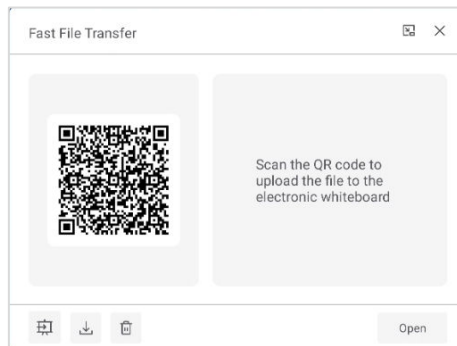 Fast File Transfer
Scan the QR code to
upload the file to the
electronic whiteboard
Open